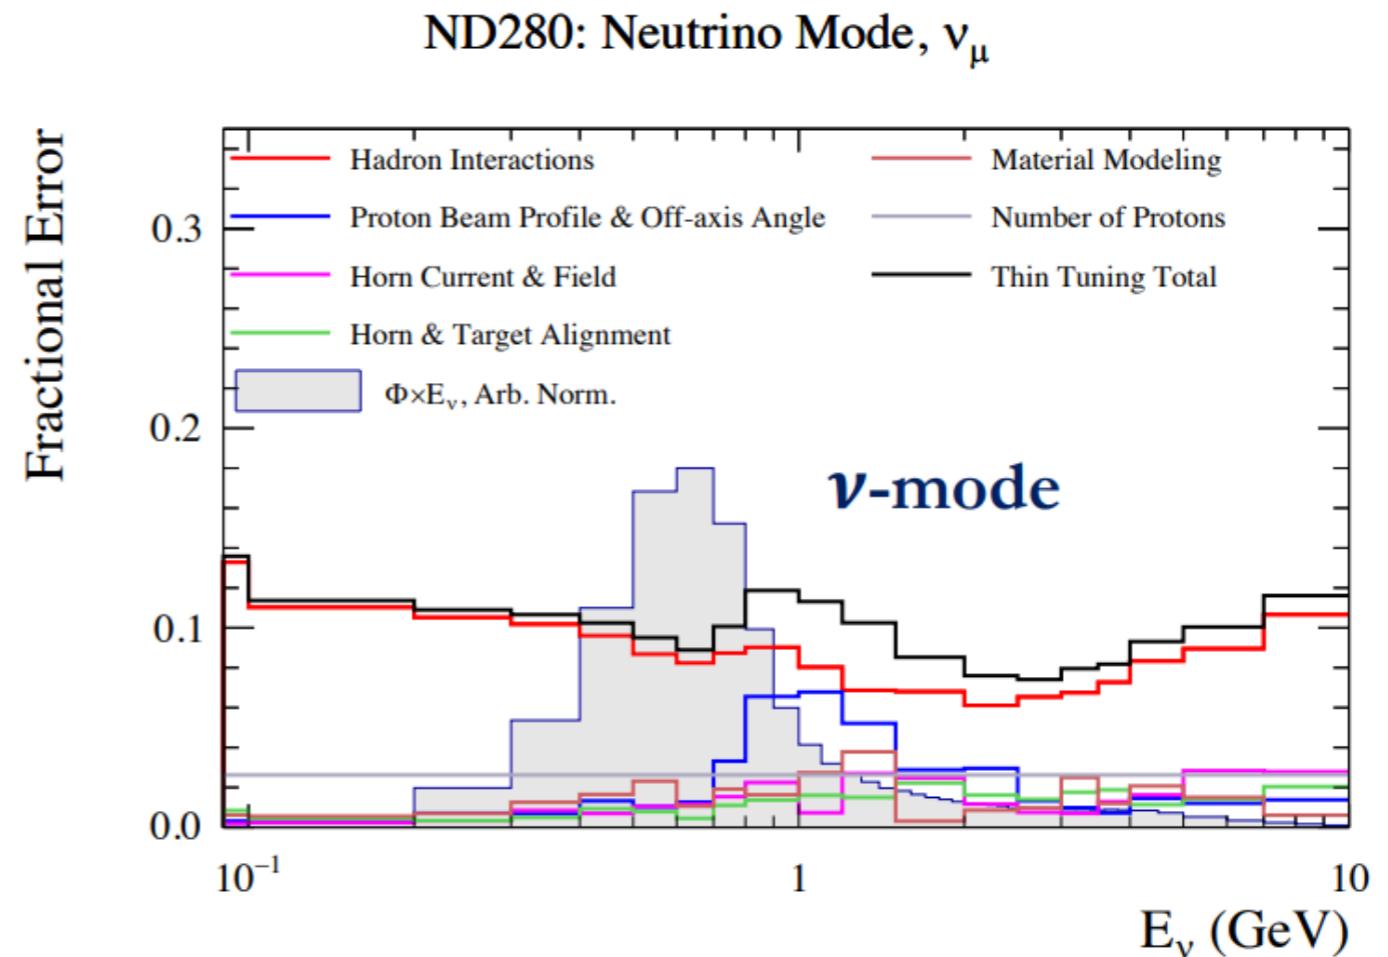 ND280: Neutrino Mode, νμ
Fractional Error
Hadron Interactions
Proton Beam Profile & Off-axis Angle
Horn Current & Field
Horn & Target Alignment
Φ×Eν, Arb. Norm.
Material Modeling
Number of Protons
Thin Tuning Total
ν-mode
0.3
0.2
0.1
0.0
10⁻¹
1
10
Eν (GeV)